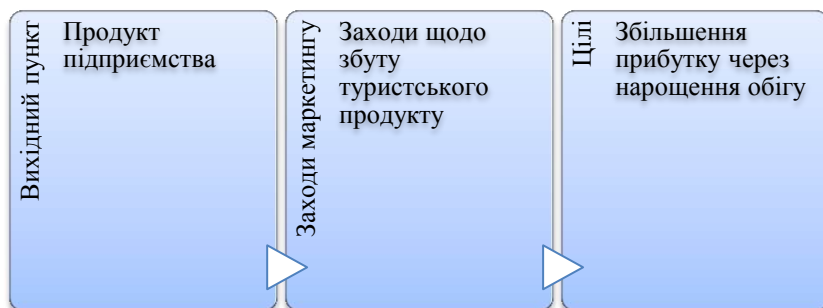 Вихідний пункт
Продукт
підприємства
Заходи маркетингу
Заходи щодо
збуту
туристського
продукту
Цілі
Збільшення
прибутку через
нарощення обігу